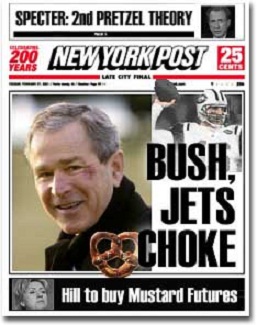 SPECTER: 2nd PRETZEL THEORY
CELEBRATING
200
YEARS
NEW YORK POST
25
CENTS
LATE CITY FINAL
BUSH,
JETS
CHOKE
Hill to buy Mustard Futures